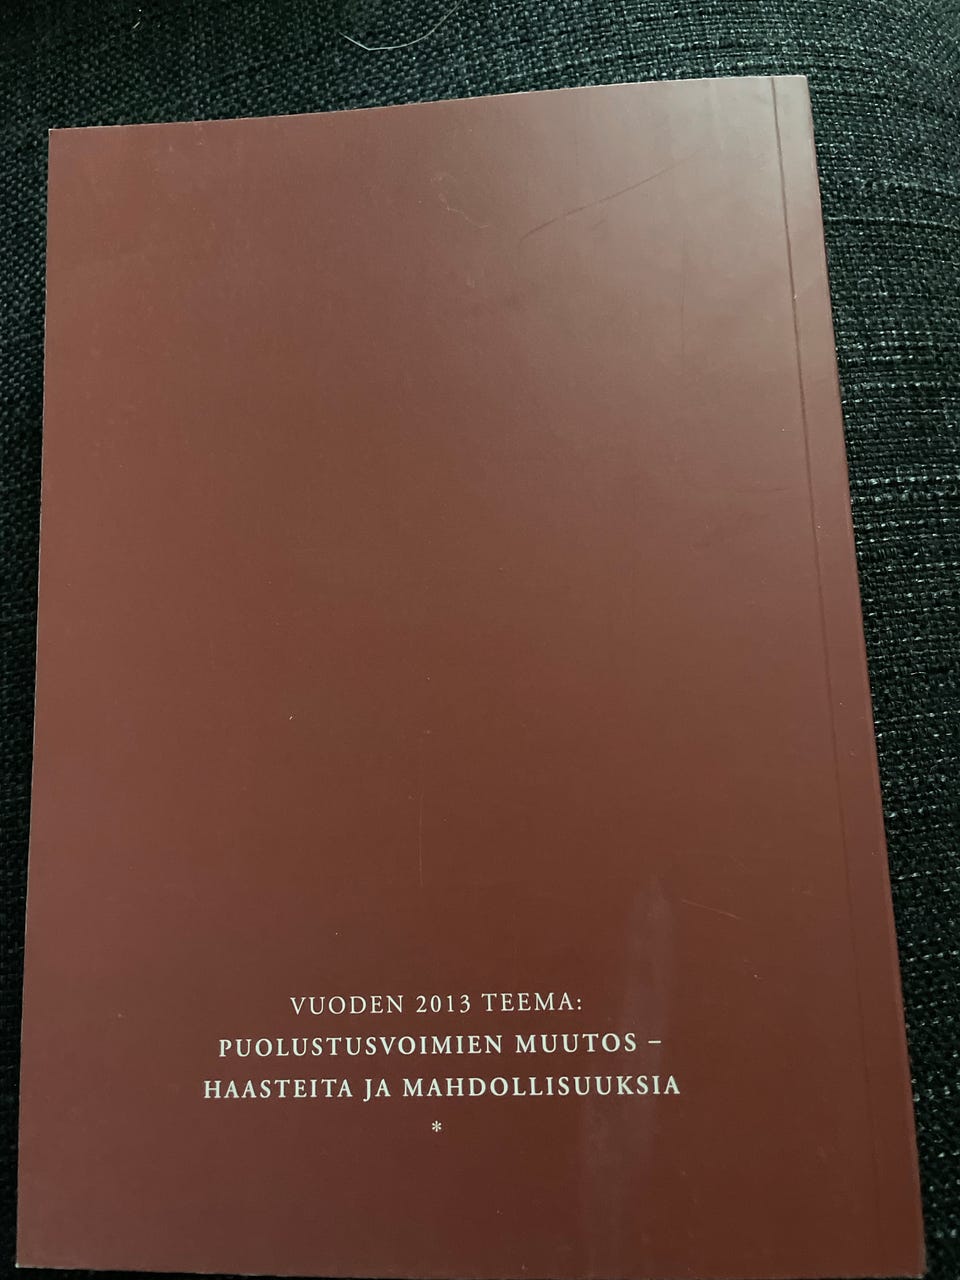 VUODEN 2013 TEEMA:
PUOLUSTUSVOIMIEN MUUTOS –
HAASTEITA JA MAHDOLLISUUKSIA
*